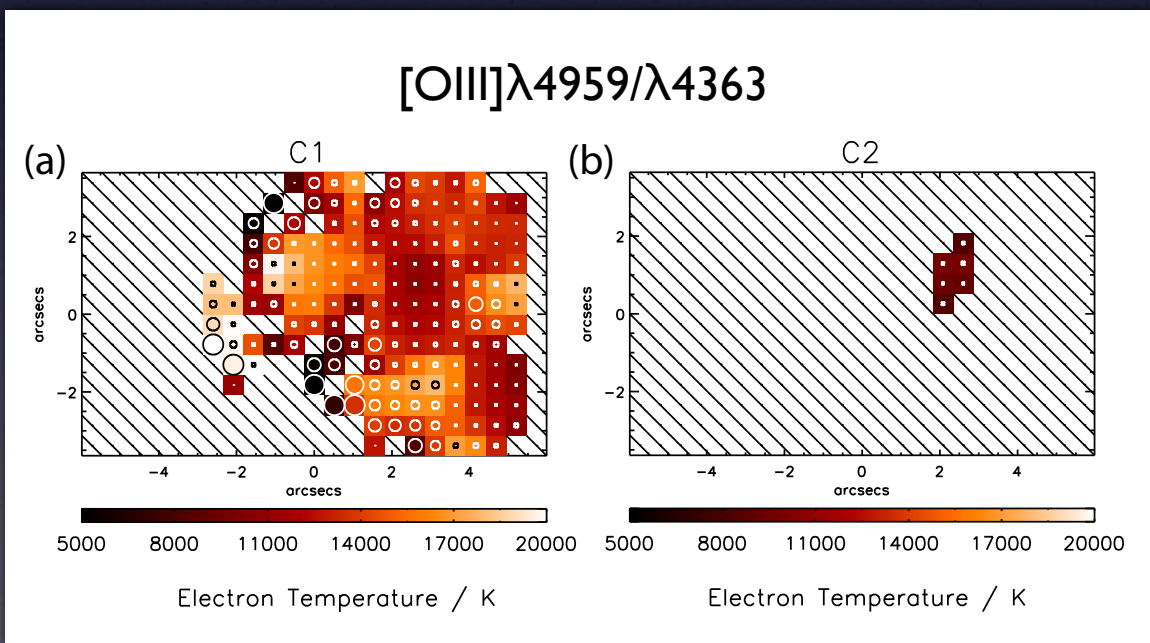 [OIII]λ4959/λ4363
(a)
C1
(b)
C2
2
0
−2
arcsecs
−4 −2 0 2 4
arcsecs
2
0
−2
arcsecs
−4 −2 0 2 4
arcsecs
5000 8000 11000 14000 17000 20000
Electron Temperature / K
5000 8000 11000 14000 17000 20000
Electron Temperature / K